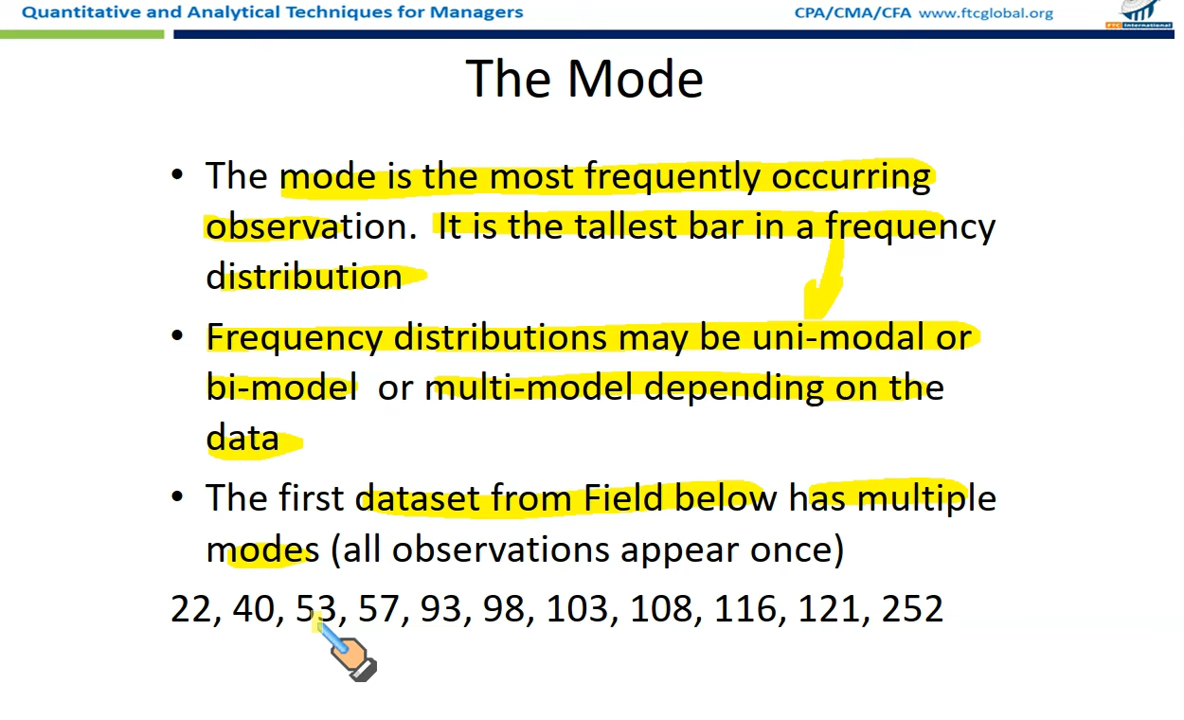 Quantitative and Analytical Techniques for Managers
CPA/CMA/CFA www.ftcglobal.org
FTC International
The Mode
• The mode is the most frequently occurring
observation. It is the tallest bar in a frequency
distribution
• Frequency distributions may be uni-modal or
bi-model or multi-model depending on the
data
• The first dataset from Field below has multiple
modes (all observations appear once)
22, 40, 53, 57, 93, 98, 103, 108, 116, 121, 252